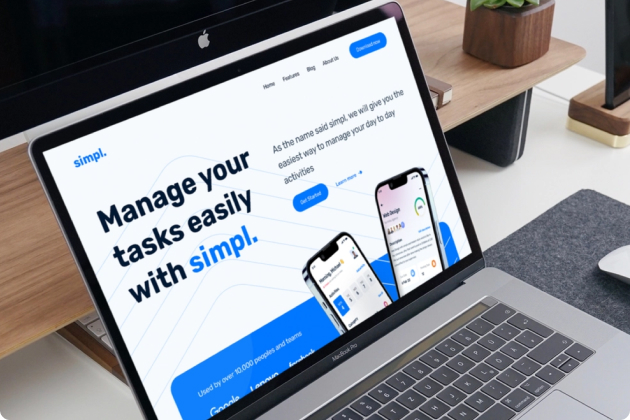 simpl.
Home Features Blog About Us Download now
Manage your
tasks easily
with simpl.
As the name said simpl, we will give you the
easiest way to manage your day to day
activities
Get Started Learn more
Web Design
Used by over 10,000 peoples and teams
Google Lenovo
MacBook Pro